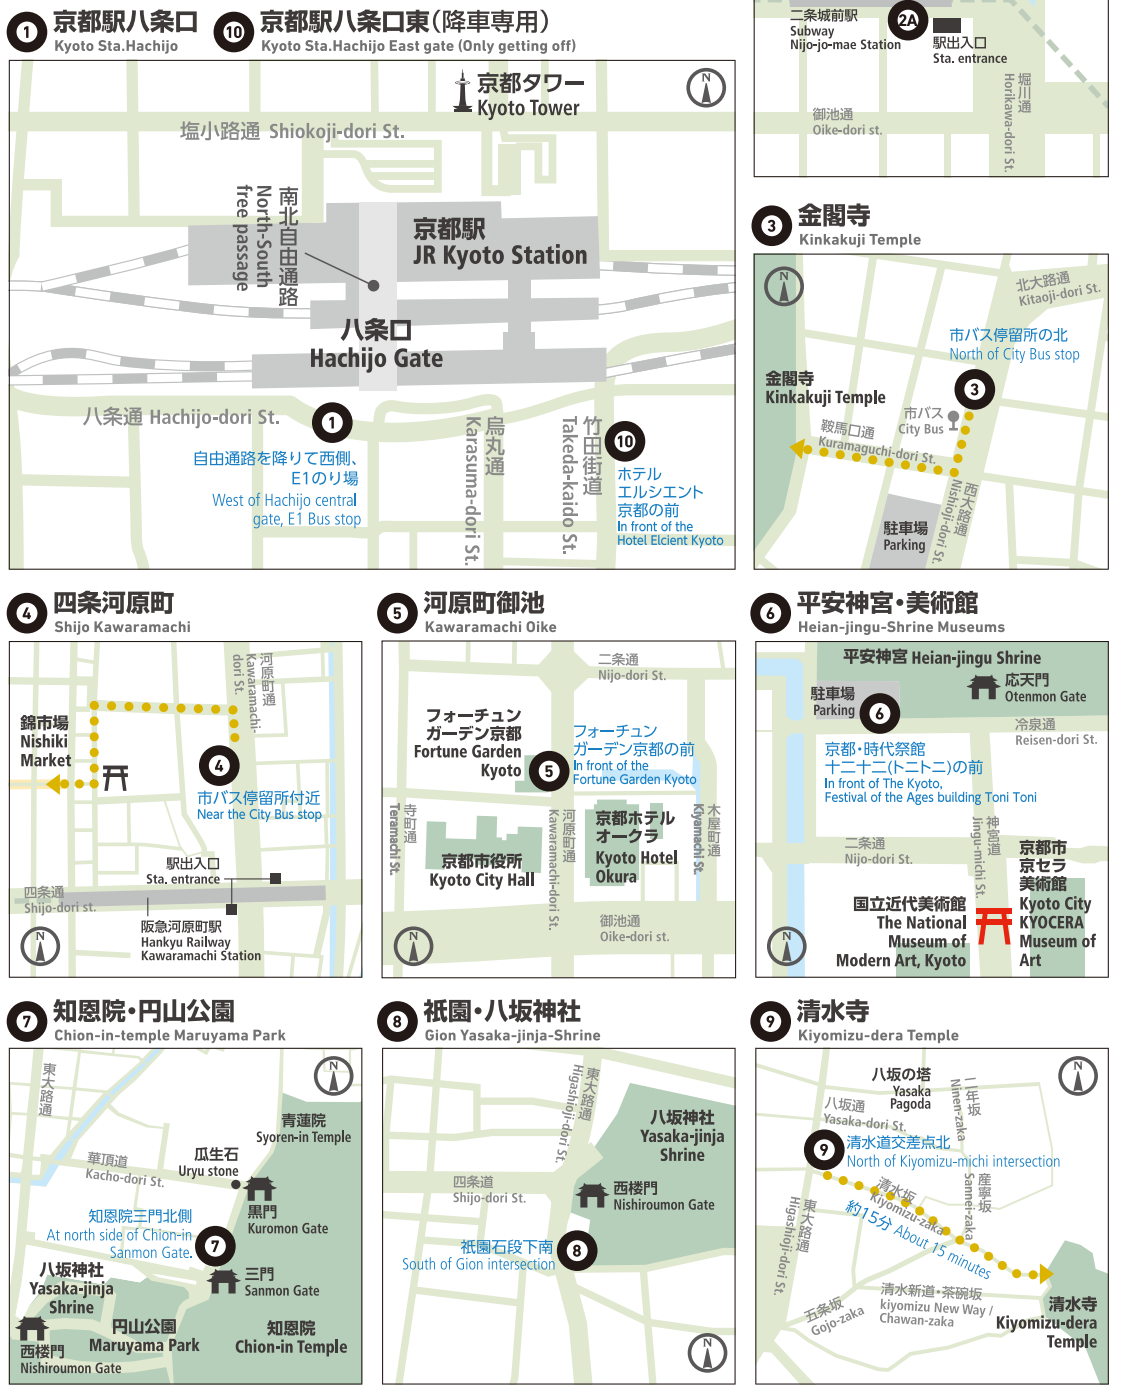 1 京都駅八条口
Kyoto Sta.Hachijo
10 京都駅八条口東(降車専用)
Kyoto Sta.Hachijo East gate (Only getting off)
京都タワー
Kyoto Tower
N
塩小路通 Shiokoji-dori St.
南北自由通路
North-South
free passage
京都駅
JR Kyoto Station
八条口
Hachijo Gate
八条通 Hachijo-dori St.
1
自由通路を降りて西側、
E1のり場
West of Hachijo central
gate, E1 Bus stop
烏丸通
Karasuma-dori St.
竹田街道
Takeda-kaido St.
10
ホテル
エルシエント
京都の前
In front of the
Hotel Elcient Kyoto
二条城前駅
Subway
Nijo-jo-mae Station
2A
駅出入口
Sta. entrance
堀川通
Horikawa-dori St.
御池通
Oike-dori st.
3 金閣寺
Kinkakuji Temple
N
北大路通
Kitaoji-dori St.
市バス停留所の北
North of City Bus stop
金閣寺
Kinkakuji Temple
3
市バス
City Bus
鞍馬口通
Kuramaguchi-dori St.
西大路通
Nishioji-dori St.
駐車場
Parking
4 四条河原町
Shijo Kawaramachi
河原町通
Kawaramachi-
dori St.
錦市場
Nishiki
Market
4
市バス停留所付近
Near the City Bus stop
駅出入口
Sta. entrance
四条通
Shijo-dori st.
阪急河原町駅
Hankyu Railway
Kawaramachi Station
N
5 河原町御池
Kawaramachi Oike
二条通
Nijo-dori St.
フォーチュン
ガーデン京都
Fortune Garden
Kyoto
5
フォーチュン
ガーデン京都の前
In front of the
Fortune Garden Kyoto
寺町通
Teramachi St.
河原町通
Kawaramachi-dori St.
木屋町通
Kiyamachi St.
京都市役所
Kyoto City Hall
京都ホテル
オークラ
Kyoto Hotel
Okura
御池通
Oike-dori st.
N
6 平安神宮・美術館
Heian-jingu-Shrine Museums
平安神宮 Heian-jingu Shrine
駐車場
Parking
6
応天門
Otenmon Gate
冷泉通
Reisen-dori St.
京都・時代祭館
十二十二(トニトニ)の前
In front of The Kyoto,
Festival of the Ages building Toni Toni
二条通
Nijo-dori St.
神宮道
Jingu-michi St.
京都市
京セラ
美術館
Kyoto City
KYOCERA
Museum of
Art
国立近代美術館
The National
Museum of
Modern Art, Kyoto
N
7 知恩院・円山公園
Chion-in-temple Maruyama Park
東大路通
N
青蓮院
Syoren-in Temple
瓜生石
Uryu stone
華頂道
Kacho-dori St.
黒門
Kuromon Gate
知恩院三門北側
At north side of Chion-in
Sanmon Gate.
7
三門
Sanmon Gate
八坂神社
Yasaka-jinja
Shrine
円山公園
Maruyama Park
知恩院
Chion-in Temple
西楼門
Nishiroumon Gate
8 祇園・八坂神社
Gion Yasaka-jinja-Shrine
東大路通
Higashioji-dori St.
八坂神社
Yasaka-jinja
Shrine
四条道
Shijo-dori St.
西楼門
Nishiroumon Gate
祇園石段下南
South of Gion intersection
8
N
9 清水寺
Kiyomizu-dera Temple
八坂の塔
Yasaka
Pagoda
二年坂
Ninen-zaka
N
八坂通
Yasaka-dori St.
9
清水道交差点北
North of Kiyomizu-michi intersection
清水坂
Kiyomizu-zaka
産寧坂
Sannei-zaka
東大路通
Higashioji-dori St.
約15分 About 15 minutes
五条坂
Gojo-zaka
清水新道・茶碗坂
kiyomizu New Way /
Chawan-zaka
清水寺
Kiyomizu-dera
Temple